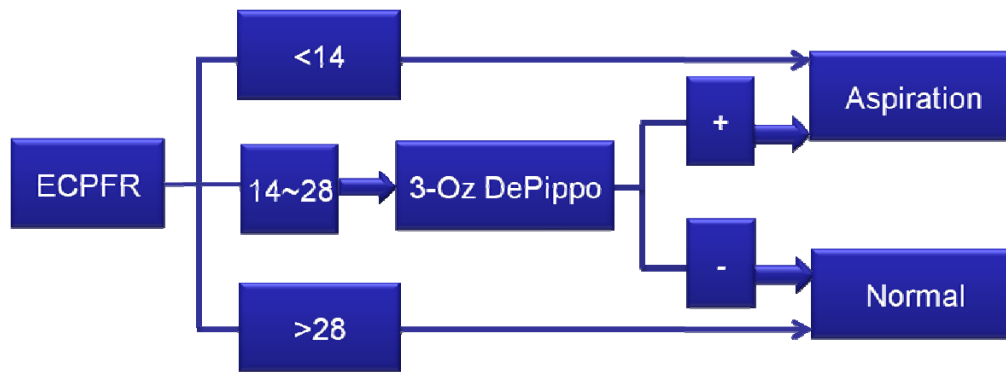 <14
Aspiration
+
ECPFR
14~28
3-Oz DePippo
-
Normal
>28